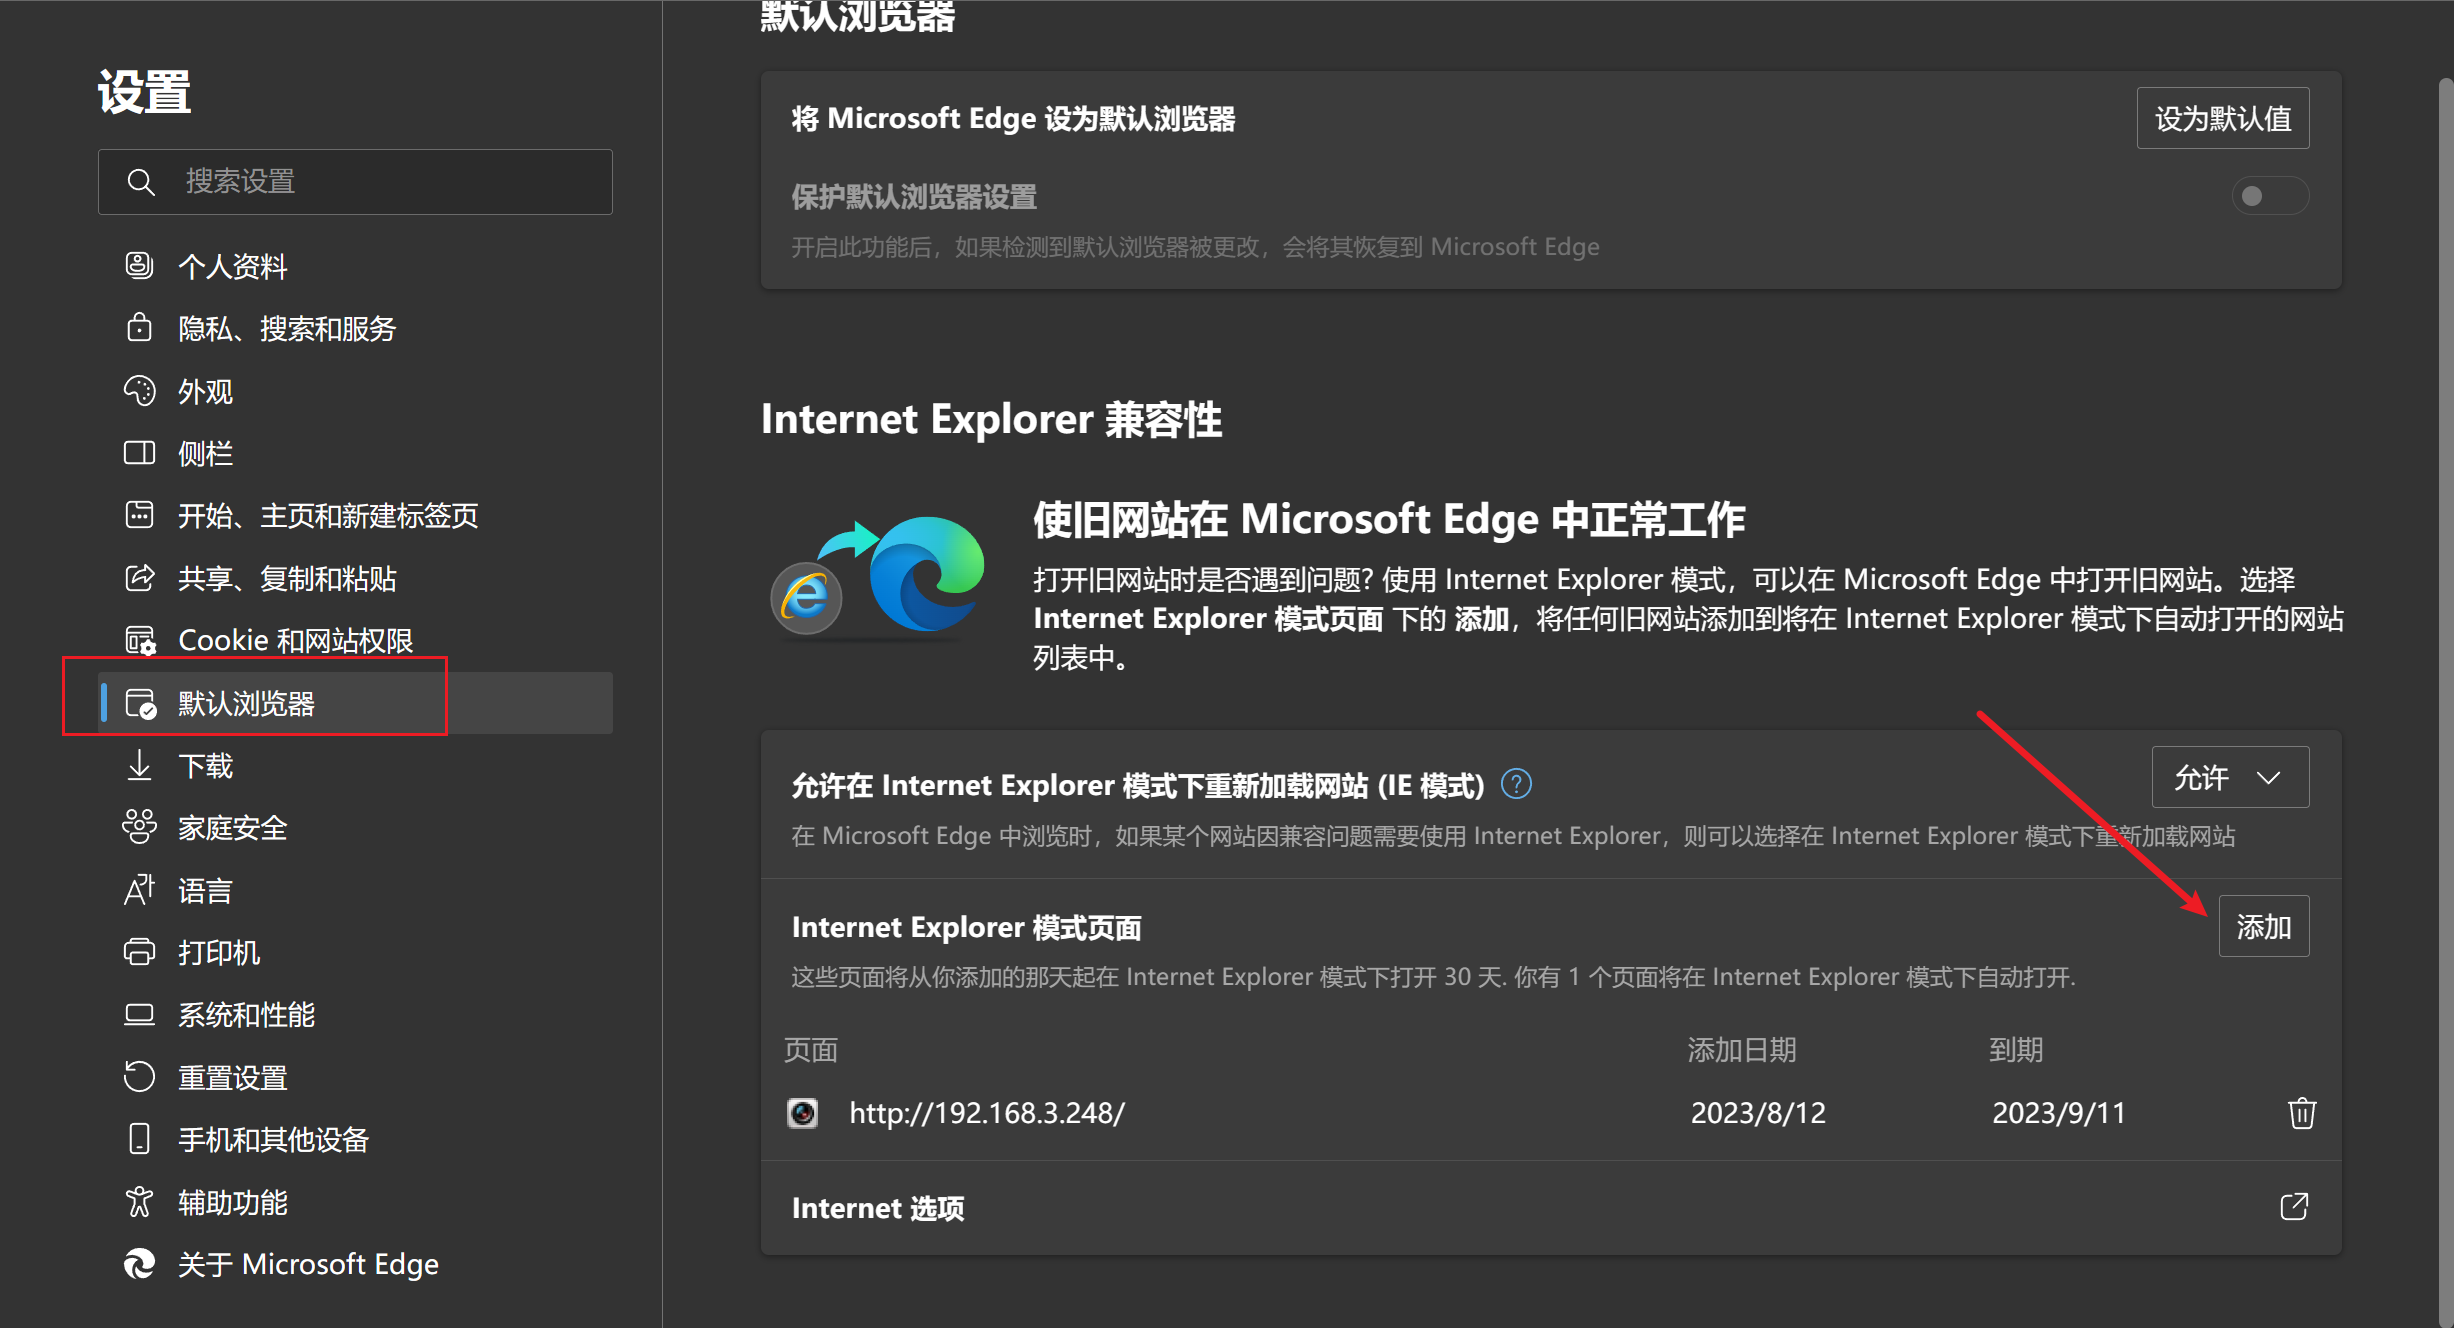 设置
搜索设置
个人资料
隐私、搜索和服务
外观
侧栏
开始、主页和新建标签页
共享、复制和粘贴
Cookie 和网站权限
默认浏览器
下载
家庭安全
语言
打印机
系统和性能
重置设置
手机和其他设备
辅助功能
关于 Microsoft Edge
默认浏览器
将 Microsoft Edge 设为默认浏览器
设为默认值
保护默认浏览器设置
开启此功能后，如果检测到默认浏览器被更改，会将其恢复到 Microsoft Edge
Internet Explorer 兼容性
使旧网站在 Microsoft Edge 中正常工作
打开旧网站时是否遇到问题? 使用 Internet Explorer 模式，可以在 Microsoft Edge 中打开旧网站。选择
Internet Explorer 模式页面 下的 添加，将任何旧网站添加到将在 Internet Explorer 模式下自动打开的网站
列表中。
允许在 Internet Explorer 模式下重新加载网站 (IE 模式)
允许
在 Microsoft Edge 中浏览时，如果某个网站因兼容问题需要使用 Internet Explorer，则可以选择在 Internet Explorer 模式下重新加载网站
Internet Explorer 模式页面
添加
这些页面将从你添加的那天起在 Internet Explorer 模式下打开 30 天. 你有 1 个页面将在 Internet Explorer 模式下自动打开.
页面 添加日期 到期
http://192.168.3.248/ 2023/8/12 2023/9/11
Internet 选项